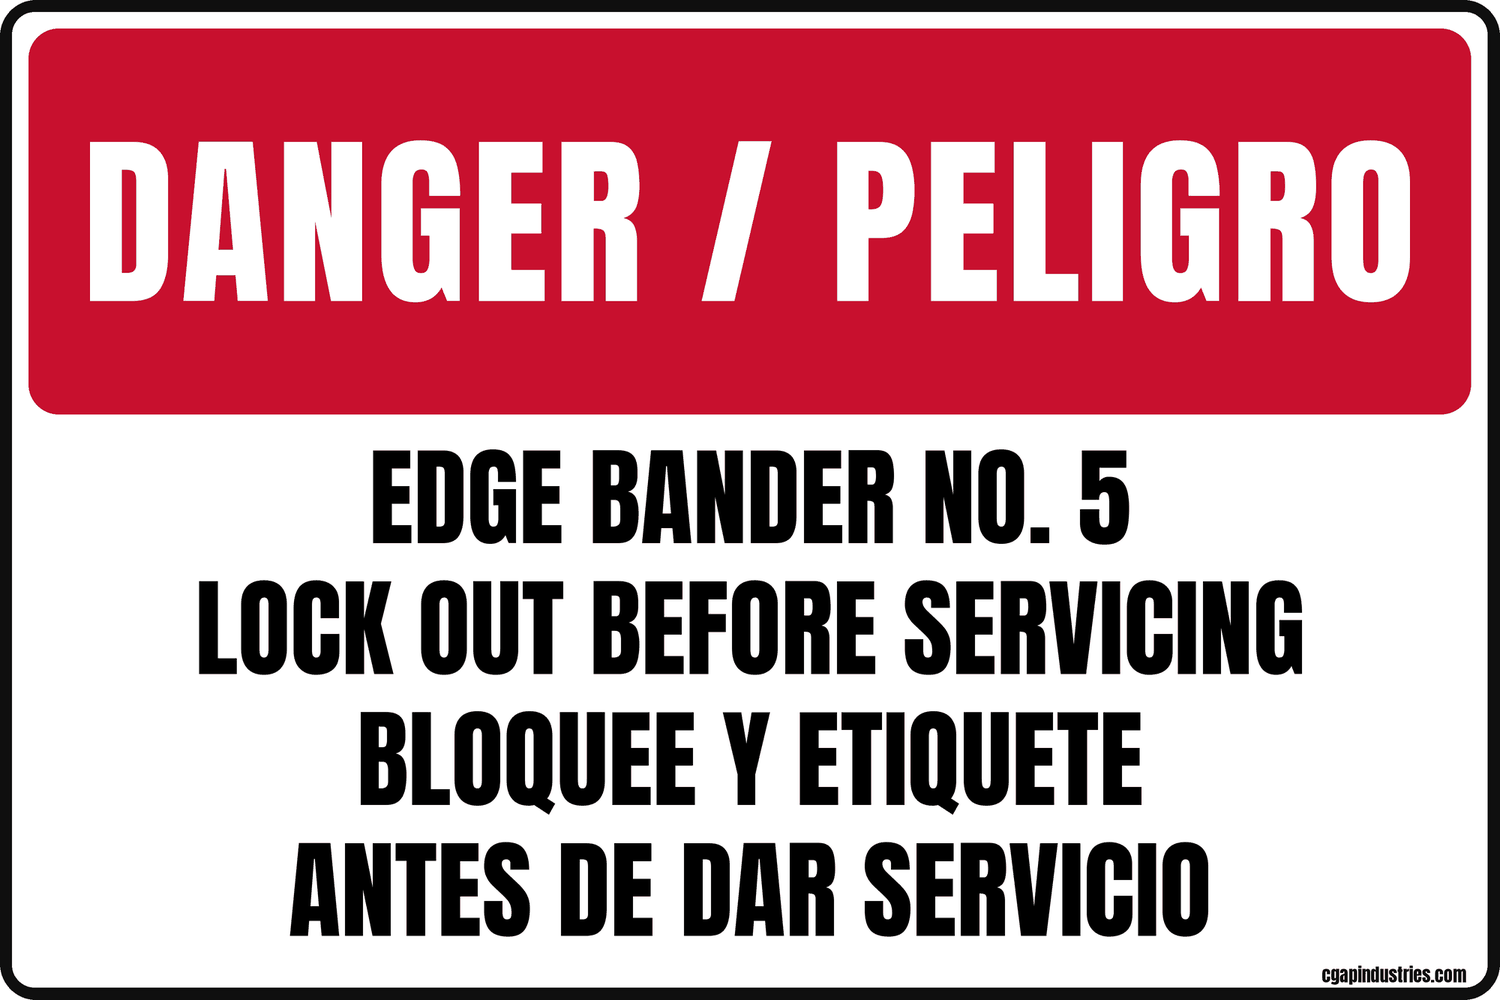 DANGER / PELIGRO
EDGE BANDER NO. 5
LOCK OUT BEFORE SERVICING
BLOQUEE Y ETIQUETE
ANTES DE DAR SERVICIO
cgapindustries.com